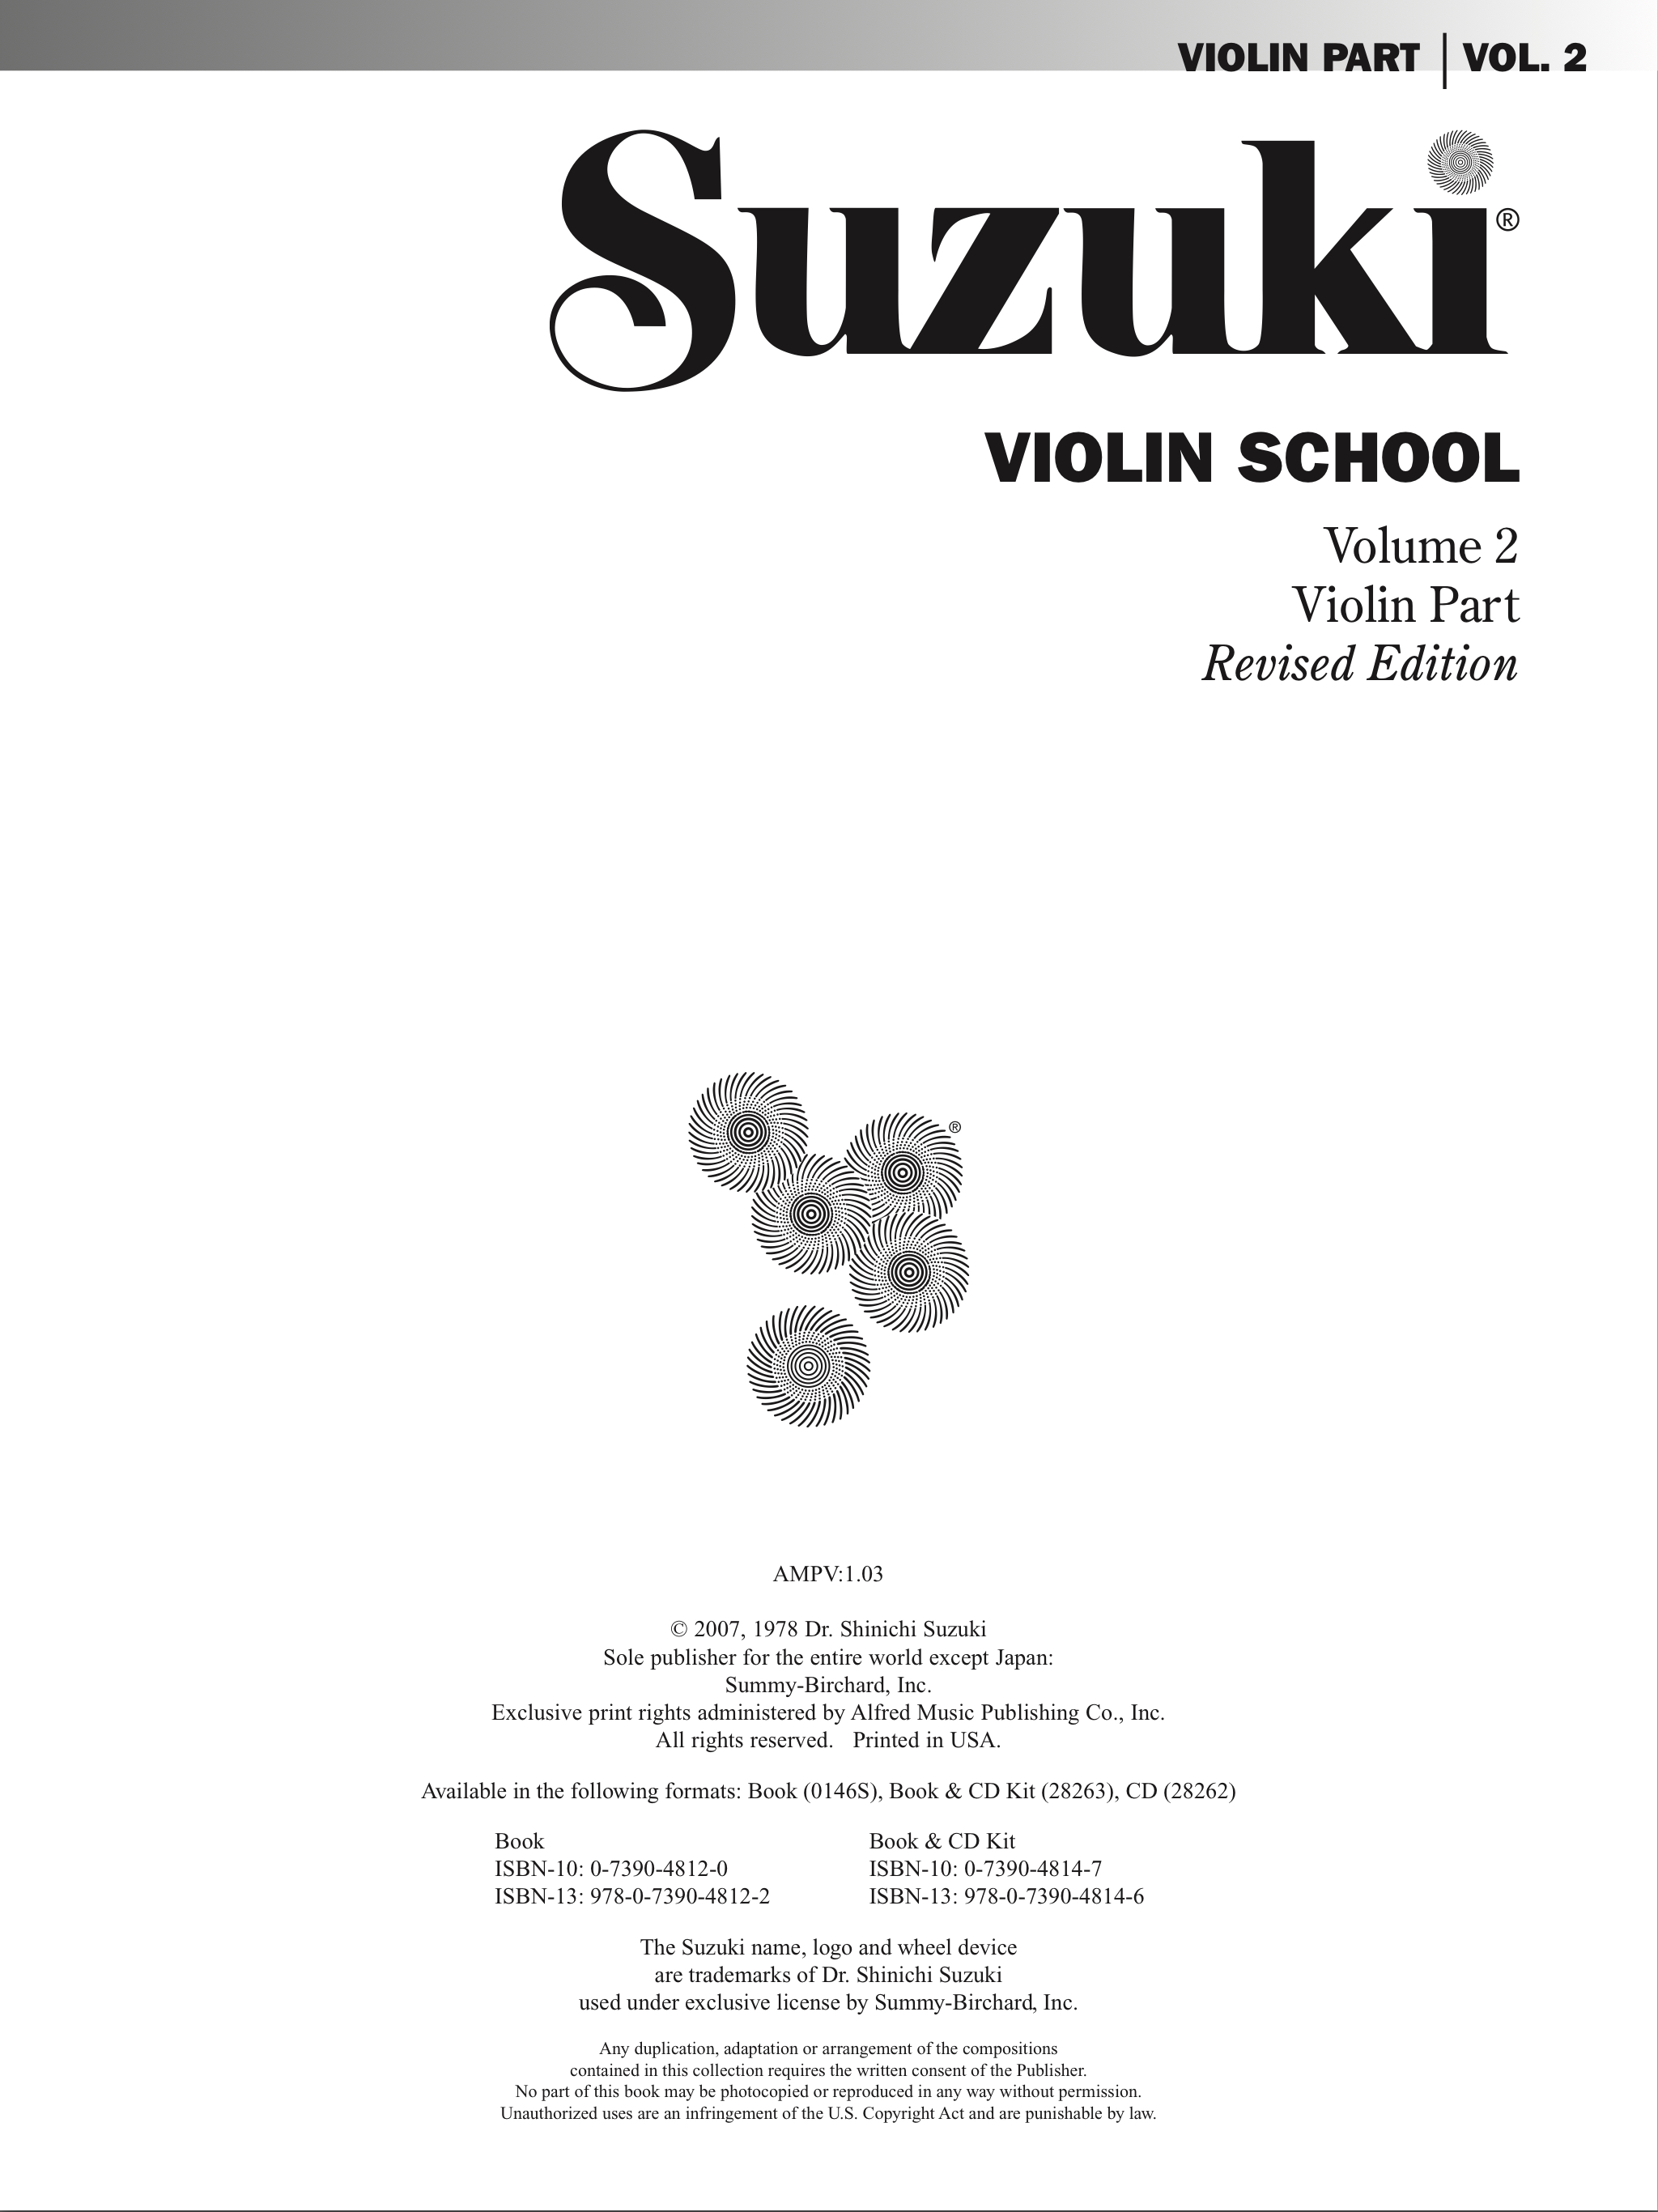 VIOLIN PART | VOL. 2
Suzuki®
VIOLIN SCHOOL
Volume 2
Violin Part
Revised Edition
®
AMPV:1.03
© 2007, 1978 Dr. Shinichi Suzuki
Sole publisher for the entire world except Japan:
Summy-Birchard, Inc.
Exclusive print rights administered by Alfred Music Publishing Co., Inc.
All rights reserved.   Printed in USA.
Available in the following formats: Book (0146S), Book & CD Kit (28263), CD (28262)
Book
ISBN-10: 0-7390-4812-0
ISBN-13: 978-0-7390-4812-2
Book & CD Kit
ISBN-10: 0-7390-4814-7
ISBN-13: 978-0-7390-4814-6
The Suzuki name, logo and wheel device
are trademarks of Dr. Shinichi Suzuki
used under exclusive license by Summy-Birchard, Inc.
Any duplication, adaptation or arrangement of the compositions
contained in this collection requires the written consent of the Publisher.
No part of this book may be photocopied or reproduced in any way without permission.
Unauthorized uses are an infringement of the U.S. Copyright Act and are punishable by law.